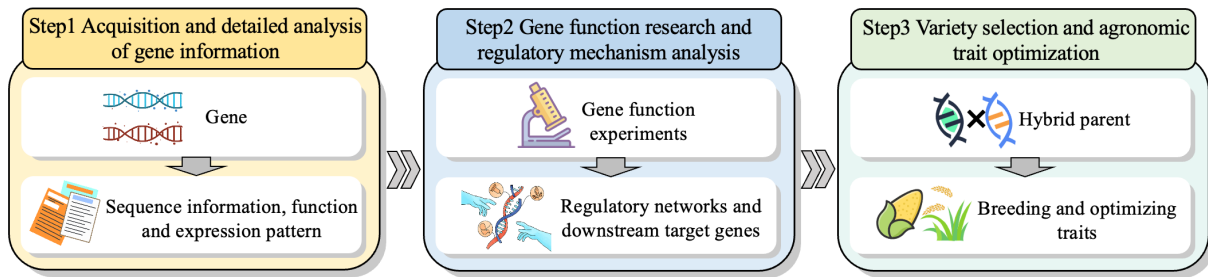 Step1 Acquisition and detailed analysis
of gene information
Gene
Sequence information, function
and expression pattern
Step2 Gene function research and
regulatory mechanism analysis
Gene function
experiments
Regulatory networks and
downstream target genes
Step3 Variety selection and agronomic
trait optimization
Hybrid parent
Breeding and optimizing
traits